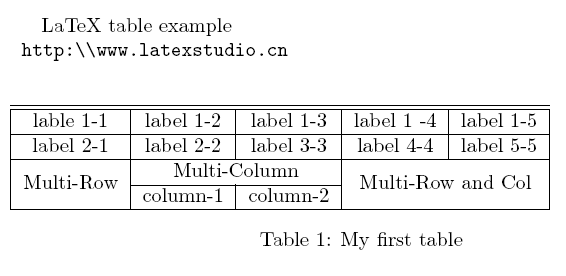 LaTeX table example
http:\\www.latexstudio.cn
lable 1-1 label 1-2 label 1-3 label 1 -4 label 1-5
label 2-1 label 2-2 label 3-3 label 4-4 label 5-5
Multi-Row Multi-Column Multi-Row and Col
column-1 column-2
Table 1: My first table